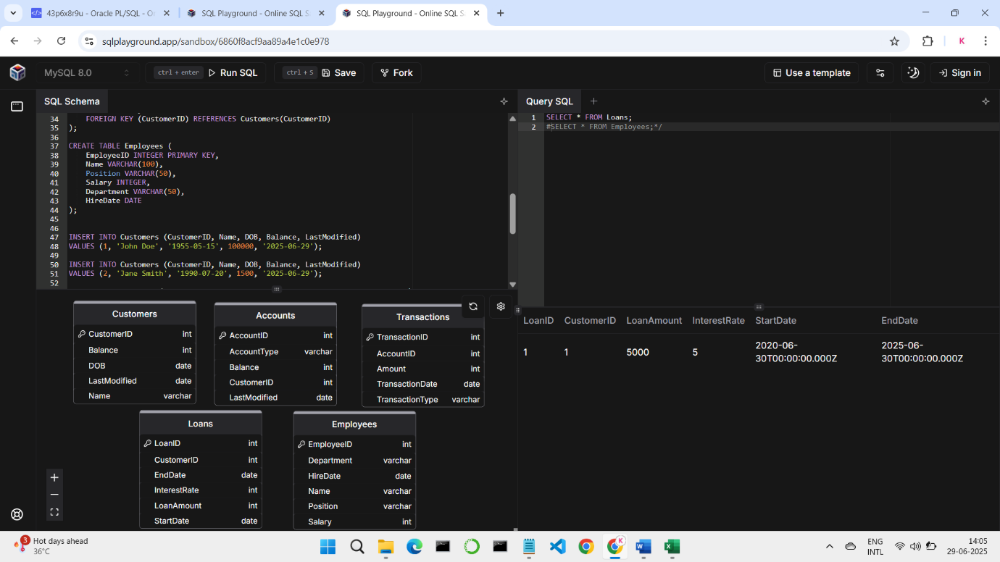 43p6x8r9u - Oracle PL/SQL - Or
SQL Playground - Online SQL S
SQL Playground - Online SQL S
sqlplayground.app/sandbox/6860f8acf9aa89a4e1c0e978
K
MySQL 8.0
ctrl + enter
Run SQL
ctrl + S
Save
Fork
Use a template
Sign in
SQL Schema
34 FOREIGN KEY (CustomerID) REFERENCES Customers(CustomerID)
35 );
36
37 CREATE TABLE Employees (
38 EmployeeID INTEGER PRIMARY KEY,
39 Name VARCHAR(100),
40 Position VARCHAR(50),
41 Salary INTEGER,
42 Department VARCHAR(50),
43 HireDate DATE
44 );
45
46
47 INSERT INTO Customers (CustomerID, Name, DOB, Balance, LastModified)
48 VALUES (1, 'John Doe', '1955-05-15', 100000, '2025-06-29');
49
50 INSERT INTO Customers (CustomerID, Name, DOB, Balance, LastModified)
51 VALUES (2, 'Jane Smith', '1990-07-20', 1500, '2025-06-29');
52
Query SQL
1 SELECT * FROM Loans;
2 #SELECT * FROM Employees;*/
Customers
CustomerID int
Balance int
DOB date
LastModified date
Name varchar
Accounts
AccountID int
AccountType varchar
Balance int
CustomerID int
LastModified date
Transactions
TransactionID int
AccountID int
Amount int
TransactionDate date
TransactionType varchar
Loans
LoanID int
CustomerID int
EndDate date
InterestRate int
LoanAmount int
StartDate date
Employees
EmployeeID int
Department varchar
HireDate date
Name varchar
Position varchar
Salary int
LoanID CustomerID LoanAmount InterestRate StartDate EndDate
1 1 5000 5 2020-06-30T00:00:00.000Z 2025-06-30T00:00:00.000Z
3
Hot days ahead
36°C
K
ENG
INTL
14:05
29-06-2025